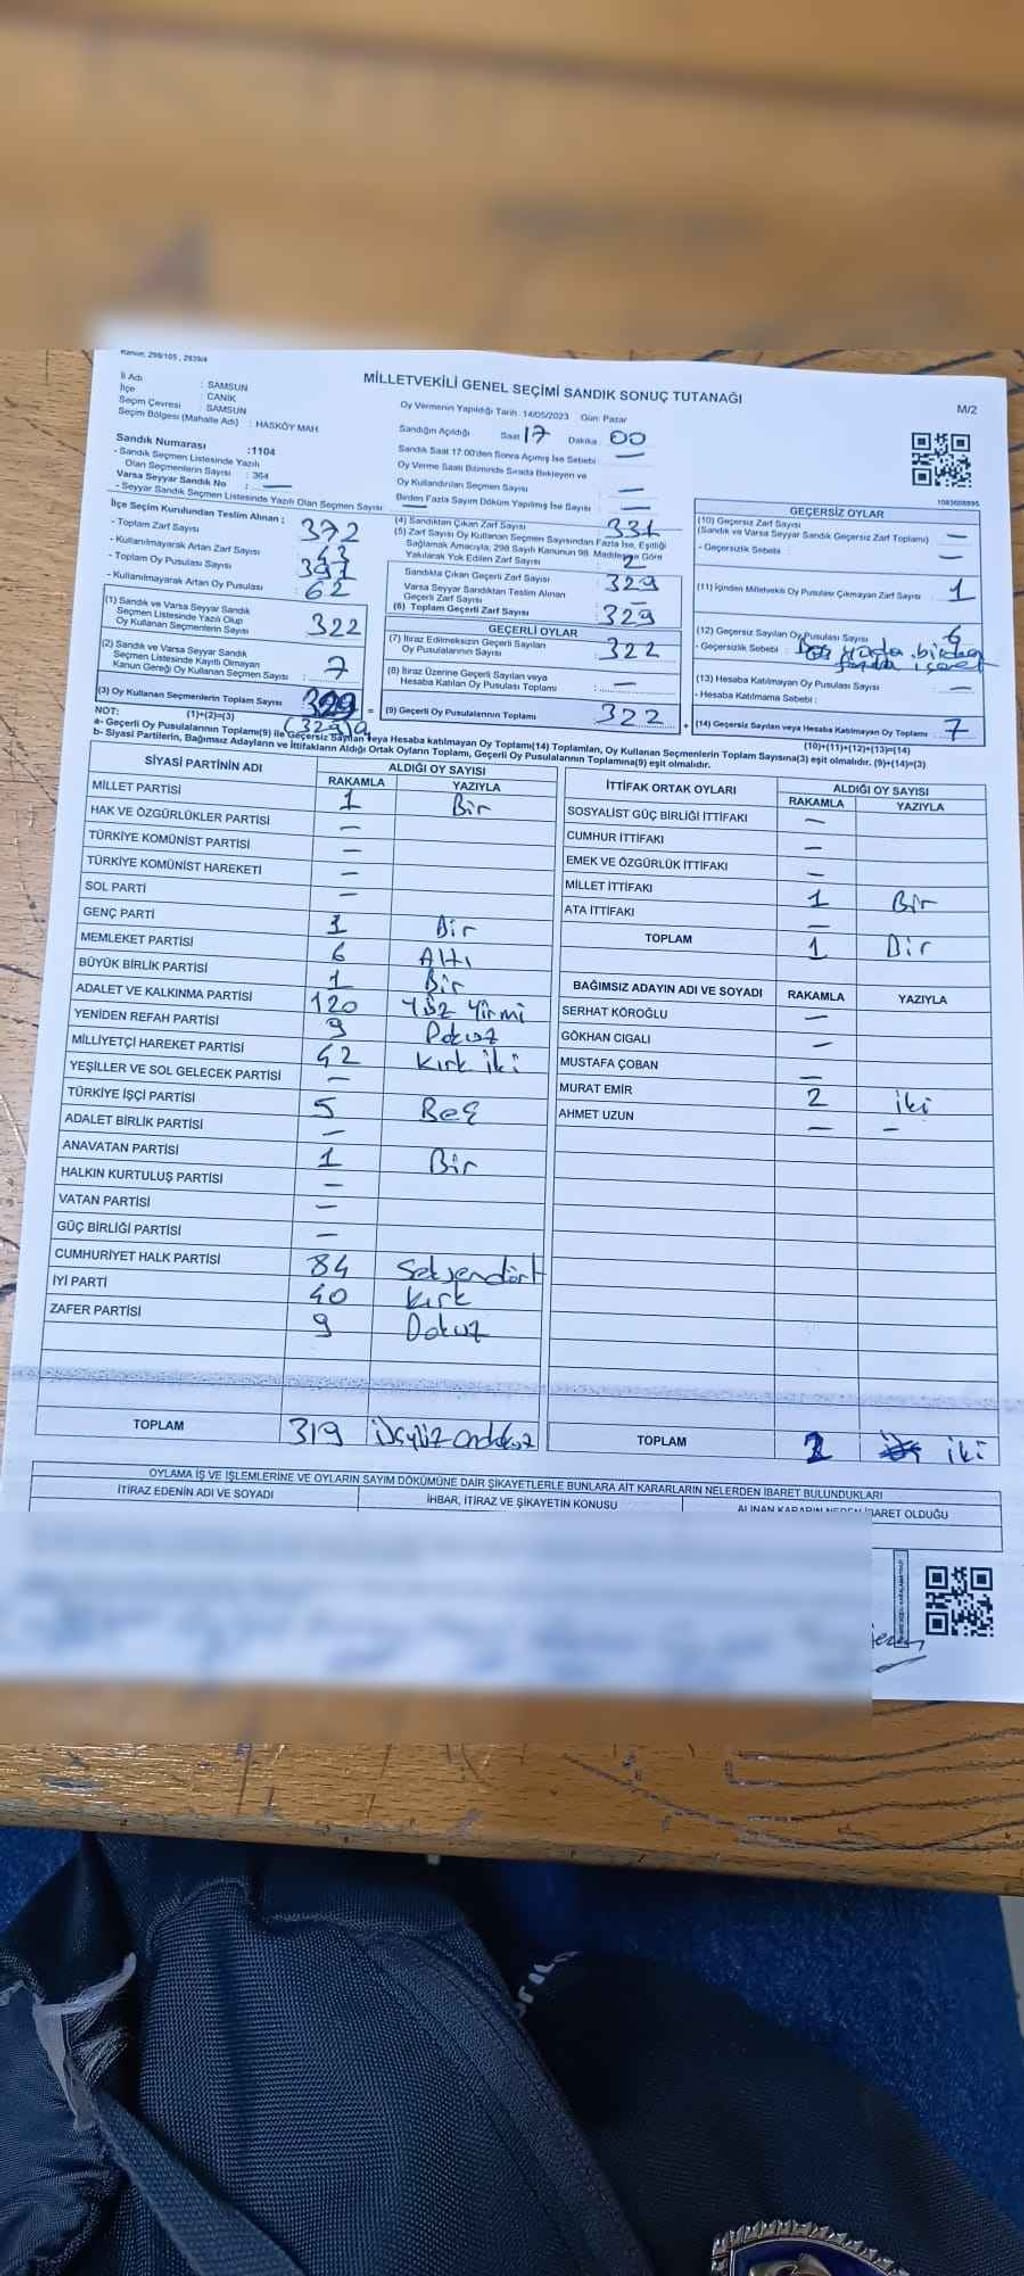 Kanun: 298/105 , 2839/4
MİLLETVEKİLİ GENEL SEÇİMİ SANDIK SONUÇ TUTANAĞI
M/2
İl Adı : SAMSUN
İlçe : CANİK
Seçim Çevresi : SAMSUN
Seçim Bölgesi (Mahalle Adı) : HASKÖY MAH.
Sandık Numarası :1104
- Sandık Seçmen Listesinde Yazılı
Olan Seçmenlerin Sayısı : 364
Varsa Seyyar Sandık No : —
- Seyyar Sandık Seçmen Listesinde Yazılı Olan Seçmen Sayısı —
Oy Vermenin Yapıldığı Tarih: 14/05/2023 Gün: Pazar
Sandığın Açıldığı Saat 17 Dakika 00
Sandık Saat 17:00'den Sonra Açılmış İse Sebebi —
Oy Verme Saati Bitiminde Sırada Bekleyen ve
Oy Kullandırılan Seçmen Sayısı —
Birden Fazla Sayım Döküm Yapılmış İse Sayısı —
1083608895
İlçe Seçim Kurulundan Teslim Alınan :
- Toplam Zarf Sayısı 372
- Kullanılmayarak Artan Zarf Sayısı 43
- Toplam Oy Pusulası Sayısı 391
- Kullanılmayarak Artan Oy Pusulası 62
(1) Sandık ve Varsa Seyyar Sandık
Seçmen Listesinde Yazılı Olup
Oy Kullanan Seçmenlerin Sayısı 322
(2) Sandık ve Varsa Seyyar Sandık
Seçmen Listesinde Kayıtlı Olmayan
Kanun Gereği Oy Kullanan Seçmen Sayısı : 7
(3) Oy Kullanan Seçmenlerin Toplam Sayısı 329
(1)+(2)=(3)
(329)
(4) Sandıktan Çıkan Zarf Sayısı 331
(5) Zarf Sayısı Oy Kullanan Seçmen Sayısından Fazla İse, Eşitliği
Sağlamak Amacıyla, 298 Sayılı Kanunun 98. Maddesine Göre
Yakılarak Yok Edilen Zarf Sayısı 2
Sandıkta Çıkan Geçerli Zarf Sayısı : 329
Varsa Seyyar Sandıktan Teslim Alınan
Geçerli Zarf Sayısı —
(6) Toplam Geçerli Zarf Sayısı : 329
GEÇERLİ OYLAR
(7) İtiraz Edilmeksizin Geçerli Sayılan
Oy Pusulalarının Sayısı : 322
(8) İtiraz Üzerine Geçerli Sayılan veya
Hesaba Katılan Oy Pusulası Toplamı : —
(9) Geçerli Oy Pusulalarının Toplamı 322
GEÇERSİZ OYLAR
(10) Geçersiz Zarf Sayısı
(Sandık ve Varsa Seyyar Sandık Geçersiz Zarf Toplamı) —
- Geçersizlik Sebebi : —
(11) İçinden Milletvekili Oy Pusulası Çıkmayan Zarf Sayısı : 1
(12) Geçersiz Sayılan Oy Pusulası Sayısı 6
- Geçersizlik Sebebi : birden
fazla işaret
(13) Hesaba Katılmayan Oy Pusulası Sayısı —
- Hesaba Katılmama Sebebi :
(14) Geçersiz Sayılan veya Hesaba Katılmayan Oy Toplamı 7
(10)+(11)+(12)+(13)=(14)
NOT:
a- Geçerli Oy Pusulalarının Toplamı(9) ile Geçersiz Sayılan veya Hesaba katılmayan Oy Toplamı(14) Toplamları, Oy Kullanan Seçmenlerin Toplam Sayısına(3) eşit olmalıdır. (9)+(14)=(3)
b- Siyasi Partilerin, Bağımsız Adayların ve İttifakların Aldığı Ortak Oyların Toplamı, Geçerli Oy Pusulalarının Toplamına(9) eşit olmalıdır.
SİYASİ PARTİNİN ADI ALDIĞI OY SAYISI
RAKAMLA YAZIYLA
MİLLET PARTİSİ 1 Bir
HAK VE ÖZGÜRLÜKLER PARTİSİ —
TÜRKİYE KOMÜNİST PARTİSİ —
TÜRKİYE KOMÜNİST HAREKETİ —
SOL PARTİ —
GENÇ PARTİ 1 Bir
MEMLEKET PARTİSİ 6 Altı
BÜYÜK BİRLİK PARTİSİ 1 Bir
ADALET VE KALKINMA PARTİSİ 120 Yüz Yirmi
YENİDEN REFAH PARTİSİ 9 Dokuz
MİLLİYETÇİ HAREKET PARTİSİ 42 Kırk iki
YEŞİLLER VE SOL GELECEK PARTİSİ —
TÜRKİYE İŞÇİ PARTİSİ 5 Beş
ADALET BİRLİK PARTİSİ —
ANAVATAN PARTİSİ 1 Bir
HALKIN KURTULUŞ PARTİSİ —
VATAN PARTİSİ —
GÜÇ BİRLİĞİ PARTİSİ —
CUMHURİYET HALK PARTİSİ 84 Seksendört
İYİ PARTİ 40 Kırk
ZAFER PARTİSİ 9 Dokuz
TOPLAM 319 üçyüz ondokuz
İTTİFAK ORTAK OYLARI ALDIĞI OY SAYISI
RAKAMLA YAZIYLA
SOSYALİST GÜÇ BİRLİĞİ İTTİFAKI —
CUMHUR İTTİFAKI —
EMEK VE ÖZGÜRLÜK İTTİFAKI —
MİLLET İTTİFAKI 1 Bir
ATA İTTİFAKI —
TOPLAM 1 Bir
BAĞIMSIZ ADAYIN ADI VE SOYADI RAKAMLA YAZIYLA
SERHAT KÖROĞLU —
GÖKHAN CIGALI —
MUSTAFA ÇOBAN —
MURAT EMİR 2 iki
AHMET UZUN — —
TOPLAM 2 iki
OYLAMA İŞ VE İŞLEMLERİNE VE OYLARIN SAYIM DÖKÜMÜNE DAİR ŞİKAYETLERLE BUNLARA AİT KARARLARIN NELERDEN İBARET BULUNDUKLARI
İTİRAZ EDENİN ADI VE SOYADI İHBAR, İTİRAZ VE ŞİKAYETİN KONUSU ALINAN KARARIN NEDEN İBARET OLDUĞU